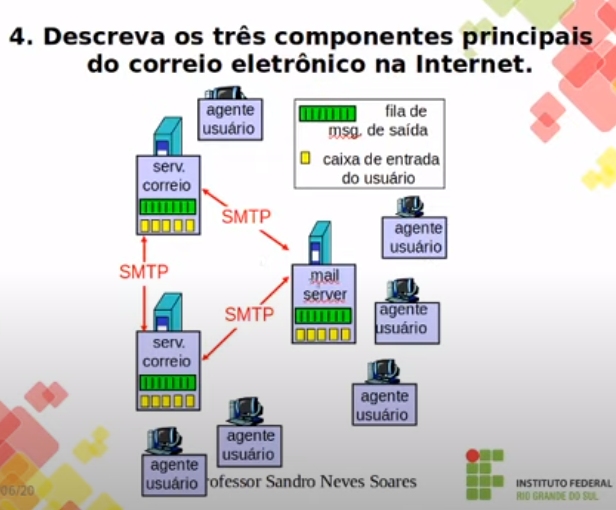 4. Descreva os três componentes principais
do correio eletrônico na Internet.
agente
usuário
fila de
msg. de saída
caixa de entrada
do usuário
serv.
correio
SMTP
agente
usuário
SMTP
mail
server
agente
usuário
SMTP
serv.
correio
agente
usuário
agente
usuário
agente
usuário
06/20
rofessor Sandro Neves Soares
INSTITUTO FEDERAL
RIO GRANDE DO SUL